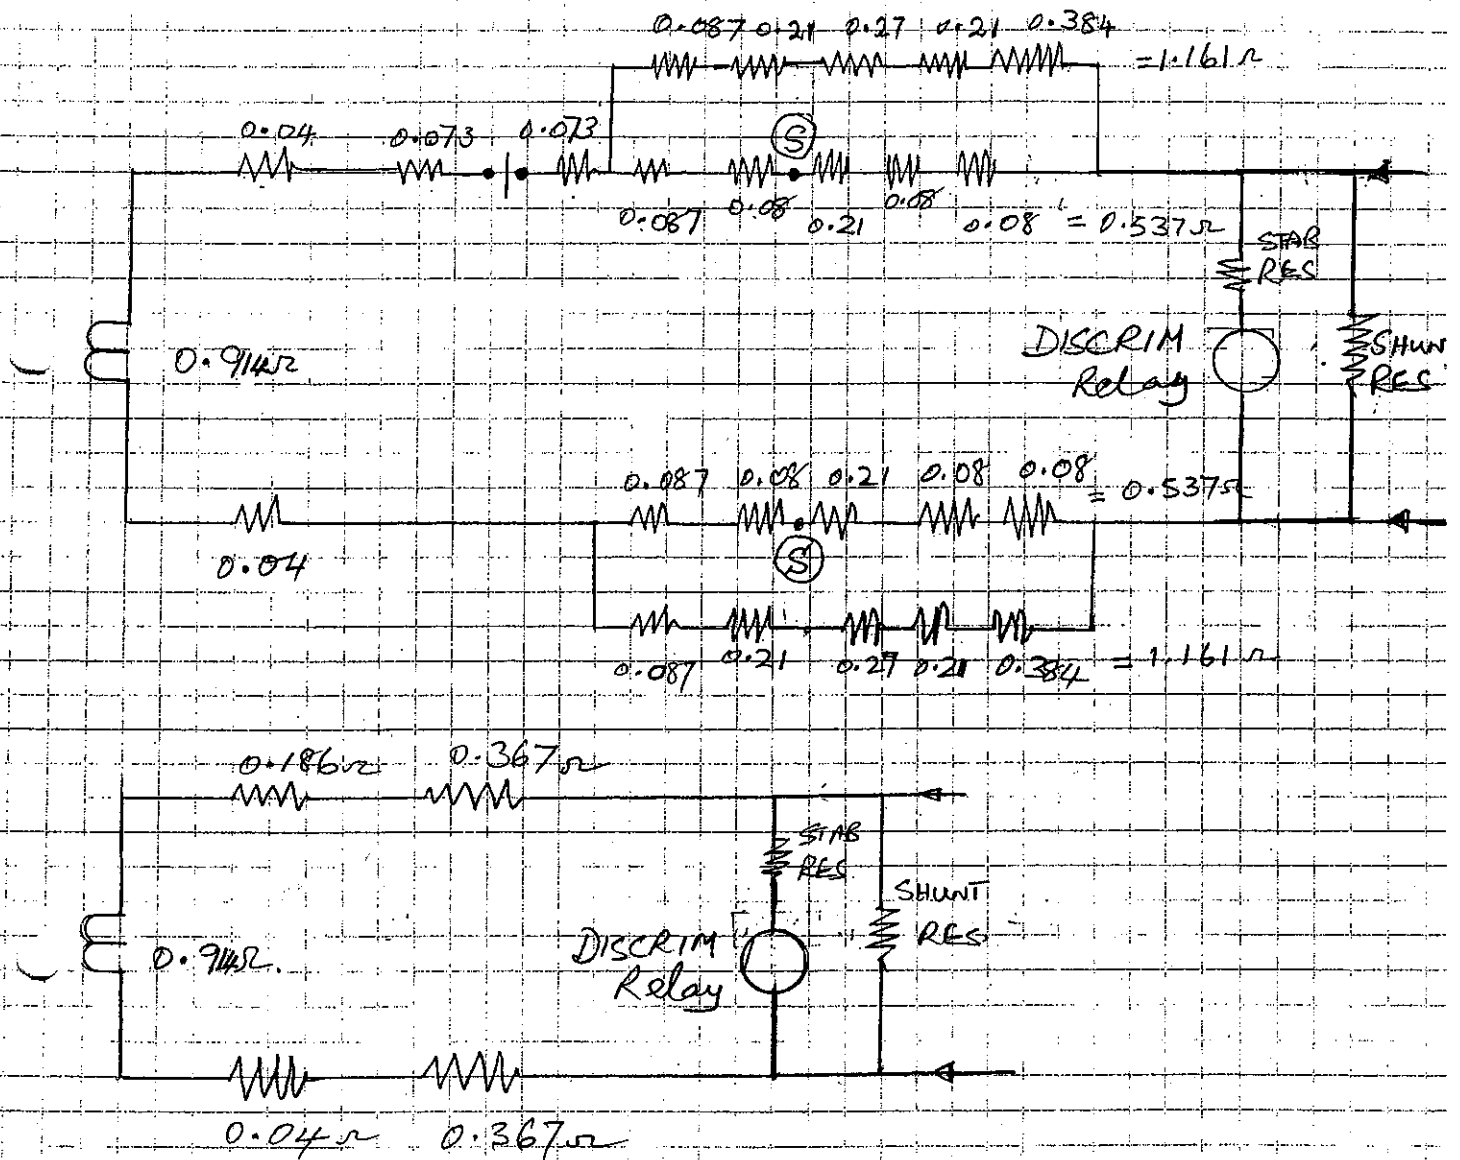 0.087 0.21 0.27 0.21 0.384
=1.161Ω
0.04 0.073 0.073 S
0.087 0.08 0.21 0.08 0.08 = 0.537Ω
STAB
RES
0.914Ω
DISCRIM
Relay
SHUN
RES
0.087 0.08 0.21 0.08 0.08
= 0.537Ω
0.04
S
0.087 0.21 0.27 0.21 0.384 = 1.161Ω
0.186Ω 0.367Ω
STAB
RES
SHUNT
RES
0.914Ω.
DISCRIM
Relay
0.04Ω 0.367Ω